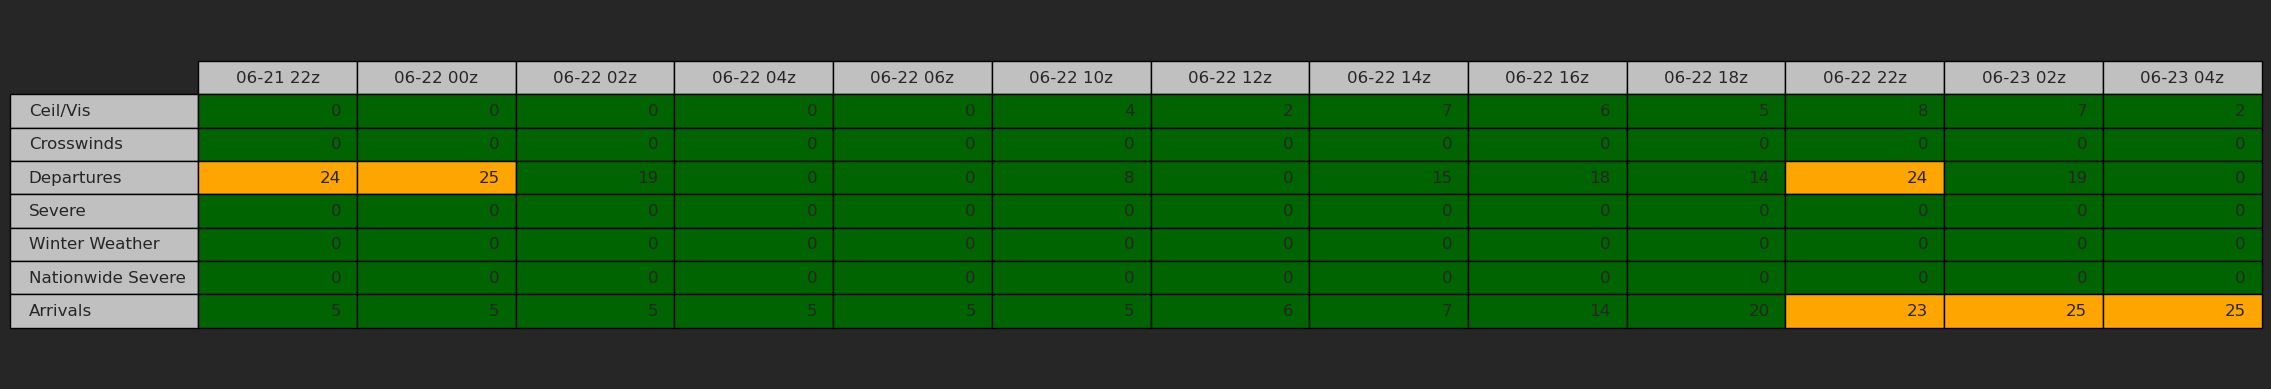 06-21 22z 06-22 00z 06-22 02z 06-22 04z 06-22 06z 06-22 10z 06-22 12z 06-22 14z 06-22 16z 06-22 18z 06-22 22z 06-23 02z 06-23 04z
Ceil/Vis 0 0 0 0 0 4 2 7 6 5 8 7 2
Crosswinds 0 0 0 0 0 0 0 0 0 0 0 0 0
Departures 24 25 19 0 0 8 0 15 18 14 24 19 0
Severe 0 0 0 0 0 0 0 0 0 0 0 0 0
Winter Weather 0 0 0 0 0 0 0 0 0 0 0 0 0
Nationwide Severe 0 0 0 0 0 0 0 0 0 0 0 0 0
Arrivals 5 5 5 5 5 5 6 7 14 20 23 25 25